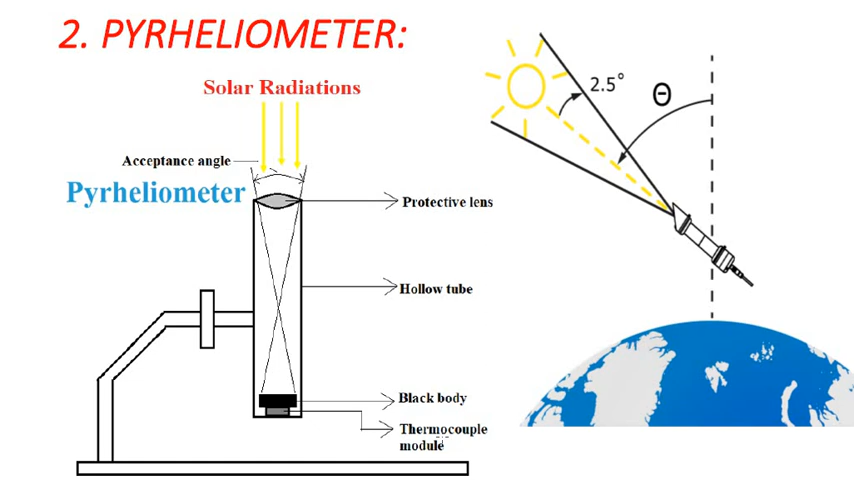 2. PYRHELIOMETER:
Solar Radiations
Acceptance angle
Pyrheliometer
Protective lens
Hollow tube
Black body
Thermocouple
module
2.5°
Θ